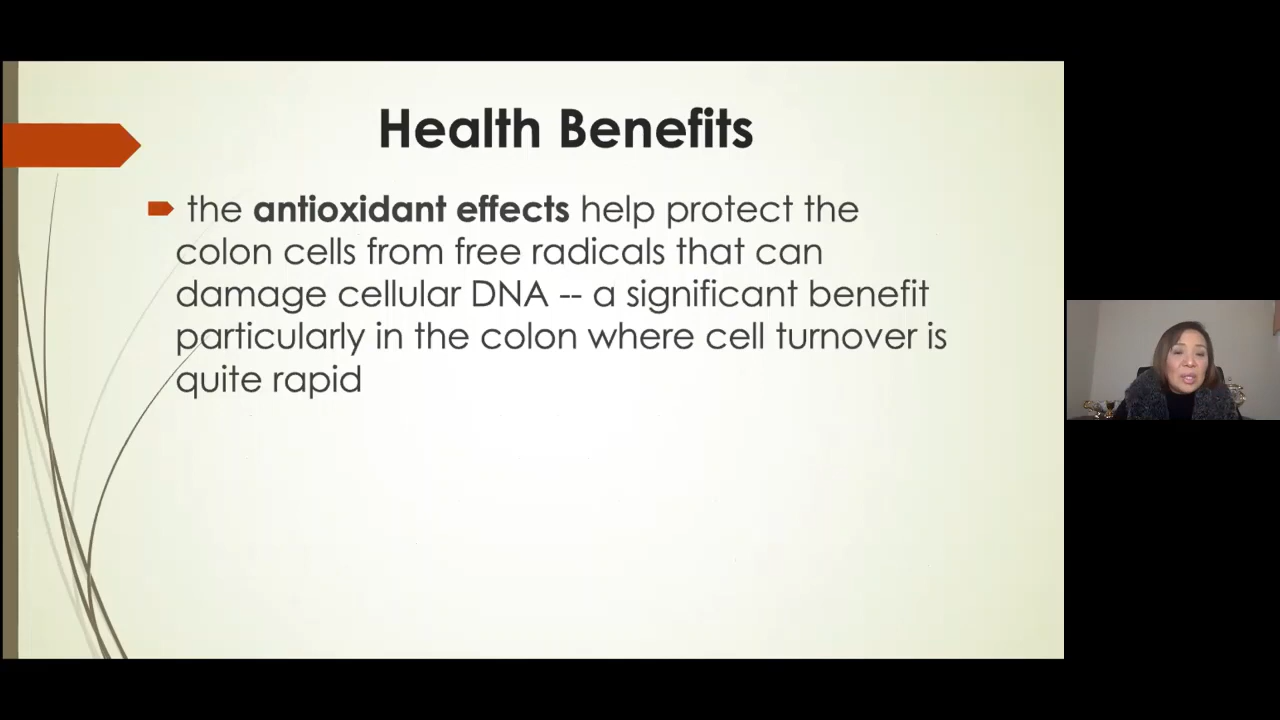 Health Benefits
the antioxidant effects help protect the
colon cells from free radicals that can
damage cellular DNA -- a significant benefit
particularly in the colon where cell turnover is
quite rapid